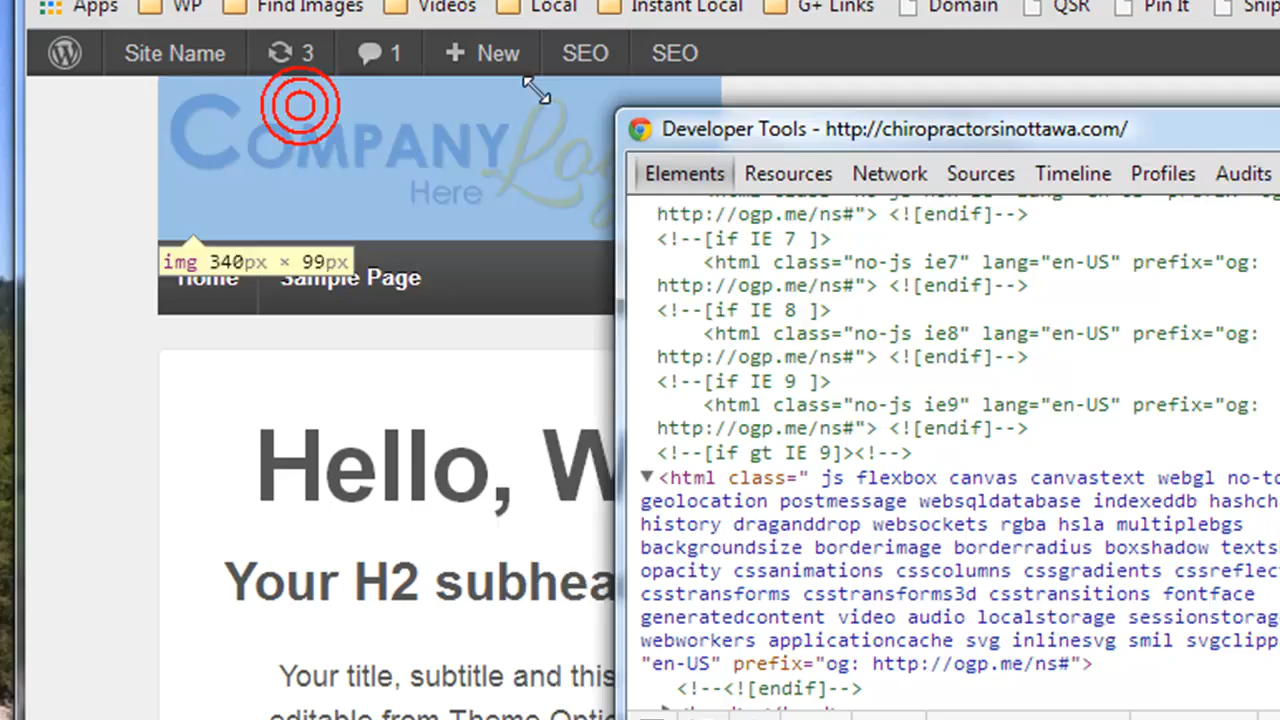 Apps WP Find Images Videos Local Instant Local G+ Links Domain QSR Pin It
Site Name 3 1 New SEO SEO
Company Logo
Here
img 340px × 99px
Home Sample Page
Hello, W
Your H2 subhea
Your title, subtitle and this
editable from Theme Optio
Developer Tools - http://chiropractorsinottawa.com/
Elements Resources Network Sources Timeline Profiles Audits
http://ogp.me/ns#"> <![endif]-->
<!--[if IE 7 ]>
<html class="no-js ie7" lang="en-US" prefix="og:
http://ogp.me/ns#"> <![endif]-->
<!--[if IE 8 ]>
<html class="no-js ie8" lang="en-US" prefix="og:
http://ogp.me/ns#"> <![endif]-->
<!--[if IE 9 ]>
<html class="no-js ie9" lang="en-US" prefix="og:
http://ogp.me/ns#"> <![endif]-->
<!--[if gt IE 9]><!-->
<html class=" js flexbox canvas canvastext webgl no-to
geolocation postmessage websqldatabase indexeddb hashch
history draganddrop websockets rgba hsla multiplebgs
backgroundsize borderimage borderradius boxshadow texts
opacity cssanimations csscolumns cssgradients cssreflec
csstransforms csstransforms3d csstransitions fontface
generatedcontent video audio localstorage sessionstorag
webworkers applicationcache svg inlinesvg smil svgclipp
"en-US" prefix="og: http://ogp.me/ns#">
<!--<![endif]-->